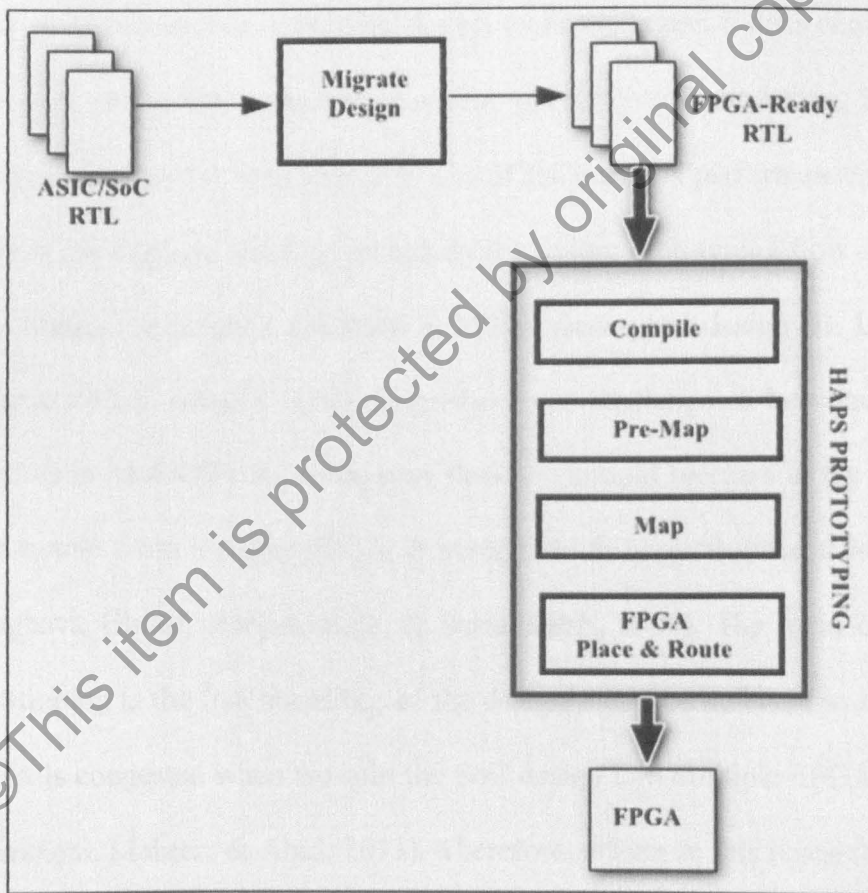 ASIC/SoC
RTL
Migrate
Design
FPGA-Ready
RTL
Compile
Pre-Map
Map
FPGA
Place & Route
HAPS PROTOTYPING
FPGA
©This item is protected by original cop